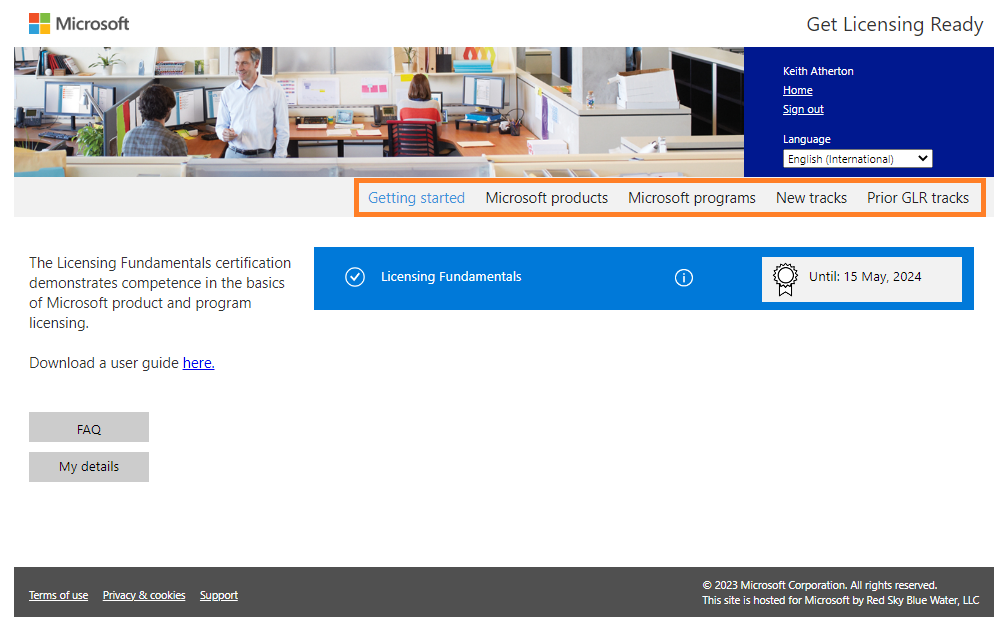 Microsoft
Get Licensing Ready
Keith Atherton
Home
Sign out
Language
English (International)
Getting started Microsoft products Microsoft programs New tracks Prior GLR tracks
The Licensing Fundamentals certification
demonstrates competence in the basics
of Microsoft product and program
licensing.
Download a user guide here.
Licensing Fundamentals
Until: 15 May, 2024
FAQ
My details
Terms of use Privacy & cookies Support
© 2023 Microsoft Corporation. All rights reserved.
This site is hosted for Microsoft by Red Sky Blue Water, LLC